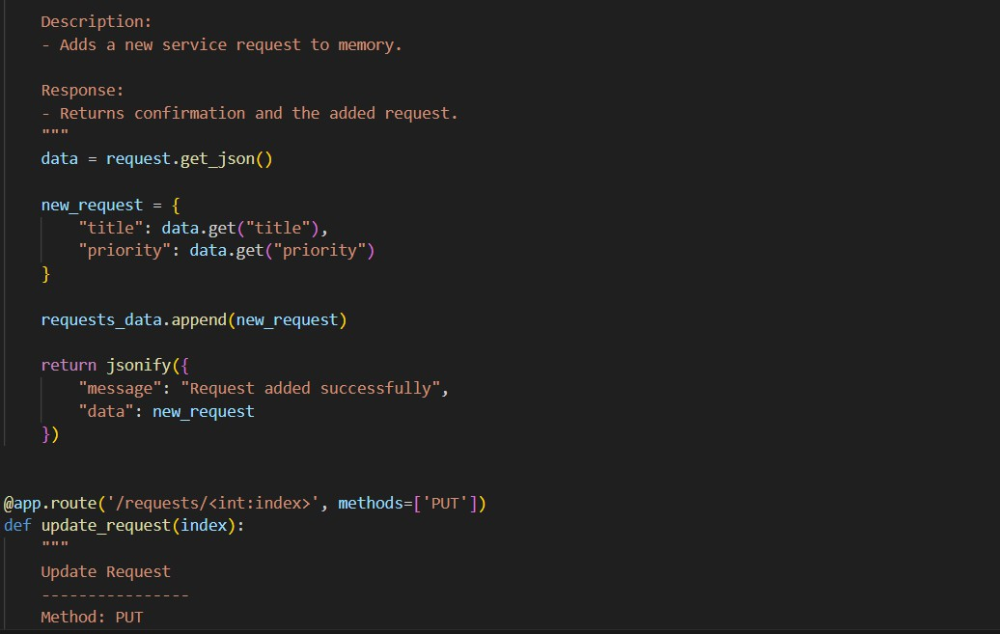 Description:
- Adds a new service request to memory.
Response:
- Returns confirmation and the added request.
"""
data = request.get_json()
new_request = {
"title": data.get("title"),
"priority": data.get("priority")
}
requests_data.append(new_request)
return jsonify({
"message": "Request added successfully",
"data": new_request
})
@app.route('/requests/<int:index>', methods=['PUT'])
def update_request(index):
"""
Update Request
----------------
Method: PUT